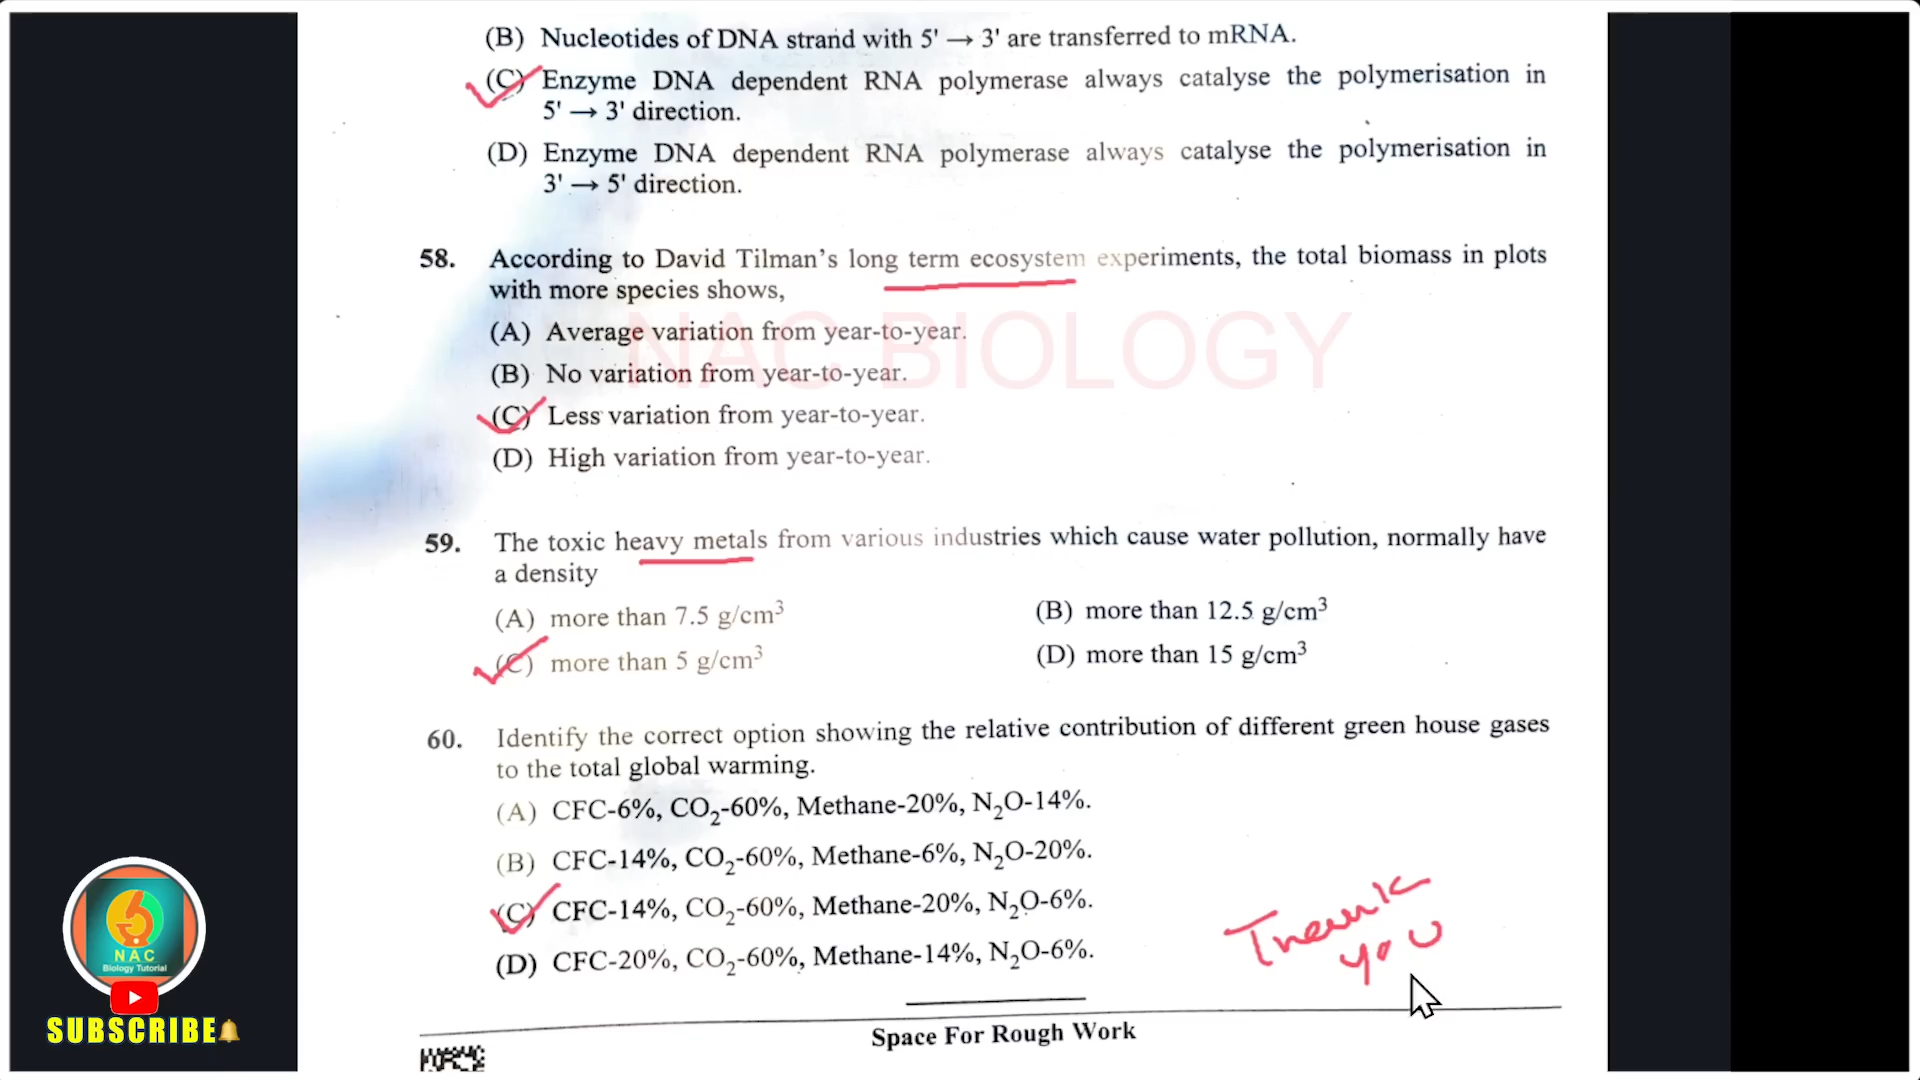 (B) Nucleotides of DNA strand with 5' → 3' are transferred to mRNA.
(C) Enzyme DNA dependent RNA polymerase always catalyse the polymerisation in
5' → 3' direction.
(D) Enzyme DNA dependent RNA polymerase always catalyse the polymerisation in
3' → 5' direction.
58. According to David Tilman's long term ecosystem experiments, the total biomass in plots
with more species shows,
(A) Average variation from year-to-year.
NAC BIOLOGY
(B) No variation from year-to-year.
(C) Less variation from year-to-year.
(D) High variation from year-to-year.
59. The toxic heavy metals from various industries which cause water pollution, normally have
a density
(A) more than 7.5 g/cm³ (B) more than 12.5 g/cm³
(C) more than 5 g/cm³ (D) more than 15 g/cm³
60. Identify the correct option showing the relative contribution of different green house gases
to the total global warming.
(A) CFC-6%, CO₂-60%, Methane-20%, N₂O-14%.
(B) CFC-14%, CO₂-60%, Methane-6%, N₂O-20%.
(C) CFC-14%, CO₂-60%, Methane-20%, N₂O-6%.
(D) CFC-20%, CO₂-60%, Methane-14%, N₂O-6%.
Thank
you
Space For Rough Work
NAC
Biology Tutorial
SUBSCRIBE